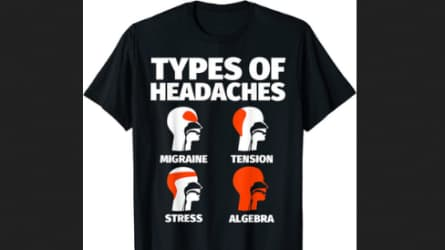 TYPES OF
HEADACHES
MIGRAINE TENSION
STRESS ALGEBRA